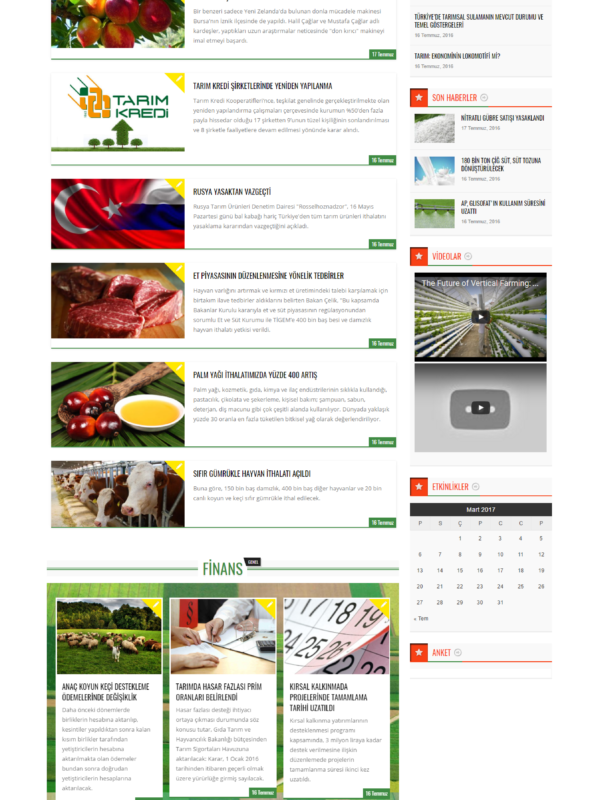 Bir benzeri sadece Yeni Zelanda'da bulunan donla mücadele makinesi
Bursa'nın İznik ilçesinde de yapıldı. Halil Çağlar ve Mustafa Çağlar adlı
kardeşler, yaptıkları uzun araştırmalar neticesinde "don kırıcı" makineyi
imal etmeyi başardı.
17 Temmuz
TARIM
KREDİ
TARIM KREDİ ŞİRKETLERİNDE YENİDEN YAPILANMA
Tarım Kredi Kooperatiflerince, teşkilat genelinde gerçekleştirilmekte olan
yeniden yapılandırma çalışmaları çerçevesinde kurumun %50'den fazla
payla hissedar olduğu 17 şirketten 9'unun tüzel kişiliğinin sonlandırılması
ve 8 şirketle faaliyetlere devam edilmesi yönünde karar alındı.
16 Temmuz
RUSYA YASAKTAN VAZGEÇTİ
Rusya Tarım Ürünleri Denetim Dairesi "Rosselhoznadzor", 16 Mayıs
Pazartesi günü bal kabağı hariç Türkiye'den tüm tarım ürünleri ithalatını
yasaklama kararından vazgeçtiğini açıkladı.
16 Temmuz
ET PİYASASININ DÜZENLENMESİNE YÖNELİK TEDBİRLER
Hayvan varlığını artırmak ve kırmızı et üretimindeki talebi karşılamak için
birtakım ilave tedbirler aldıklarını belirten Bakan Çelik, "Bu kapsamda
Bakanlar Kurulu kararıyla et ve süt piyasasının regülasyonundan
sorumlu Et ve Süt Kurumu ile TİGEM'e 400 bin baş besi ve damızlık
hayvan ithalatı yetkisi verildi.
16 Temmuz
PALM YAĞI İTHALATIMIZDA YÜZDE 400 ARTIŞ
Palm yağı, kozmetik, gıda, kimya ve ilaç endüstrilerinin sıklıkla kullandığı,
pastacılık, çikolata ve şekerleme, kişisel bakım; şampuan, sabun,
deterjan, diş macunu gibi çok çeşitli alanda kullanılıyor. Dünyada yaklaşık
yüzde 30 oranla en fazla tüketilen bitkisel yağ olarak değerlendiriliyor.
16 Temmuz
SIFIR GÜMRÜKLE HAYVAN İTHALATI AÇILDI
Buna göre, 150 bin baş damızlık, 400 bin baş diğer hayvanlar ve 20 bin
canlı koyun ve keçi sıfır gümrükle ithal edilecek.
16 Temmuz
FİNANS
GENEL
ANAÇ KOYUN KEÇİ DESTEKLEME
ÖDEMELERİNDE DEĞİŞİKLİK
Daha önceki dönemlerde
birliklerin hesabına aktarılıp,
kesintiler yapıldıktan sonra kalan
kısım birlikler tarafından
yetiştiricilerin hesabına
aktarılmakta olan ödemeler
bundan sonra doğrudan
yetiştiricilerin hesaplarına
aktarılacak.
TARIMDA HASAR FAZLASI PRİM
ORANLARI BELİRLENDİ
Hasar fazlası desteği ihtiyacı
ortaya çıkması durumunda söz
konusu tutar, Gıda Tarım ve
Hayvancılık Bakanlığı bütçesinden
Tarım Sigortaları Havuzuna
aktarılacak. Karar, 1 Ocak 2016
tarihinden itibaren geçerli olmak
üzere yürürlüğe girmiş sayılacak.
16 Temmuz
17 18 19
KIRSAL KALKINMADA
PROJELERİNDE TAMAMLAMA
TARİHİ UZATILDI
Kırsal kalkınma yatırımlarının
desteklenmesi programı
kapsamında, 3 milyon liraya kadar
destek verilmesine ilişkin
düzenlemede projelerin
tamamlanma süresi ikinci kez
uzatıldı.
16 Temmuz
TÜRKİYE'DE TARIMSAL SULAMANIN MEVCUT DURUMU VE
TEMEL GÖSTERGELERİ
16 Temmuz, 2016
TARIM: EKONOMİNİN LOKOMOTİFİ Mİ?
16 Temmuz, 2016
SON HABERLER
NİTRATLI GÜBRE SATIŞI YASAKLANDI
17 Temmuz, 2016
180 BİN TON ÇİĞ SÜT, SÜT TOZUNA
DÖNÜŞTÜRÜLECEK
16 Temmuz, 2016
AP, GLİSOFAT'IN KULLANIM SÜRESİNİ
UZATTI
16 Temmuz, 2016
VİDEOLAR
The Future of Vertical Farming:...
ETKİNLİKLER
Mart 2017
P S Ç P C C P
1 2 3 4 5
6 7 8 9 10 11 12
13 14 15 16 17 18 19
20 21 22 23 24 25 26
27 28 29 30 31
« Tem
ANKET